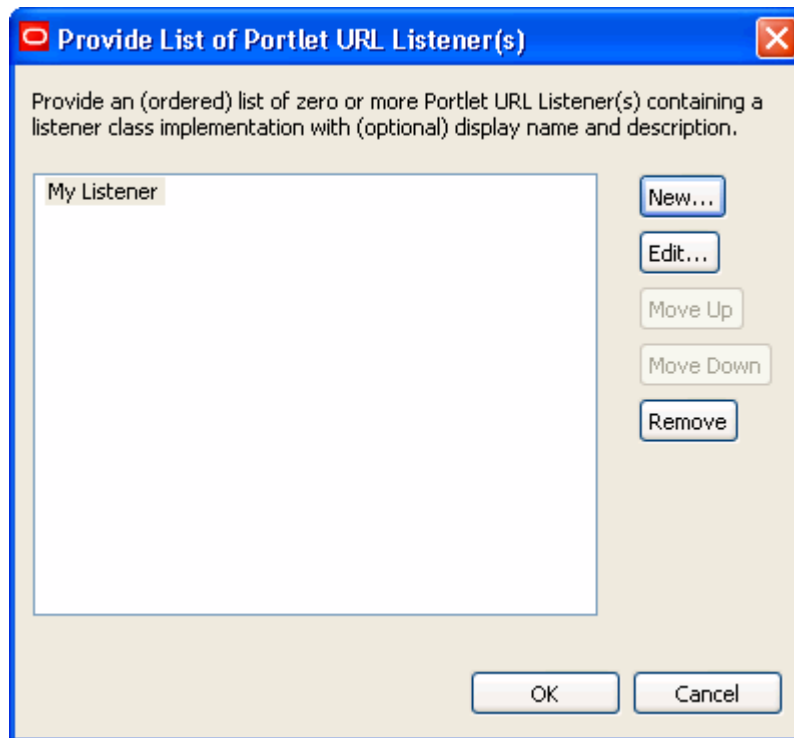 Provide List of Portlet URL Listener(s)
Provide an (ordered) list of zero or more Portlet URL Listener(s) containing a
listener class implementation with (optional) display name and description.
My Listener
New...
Edit...
Move Up
Move Down
Remove
OK
Cancel